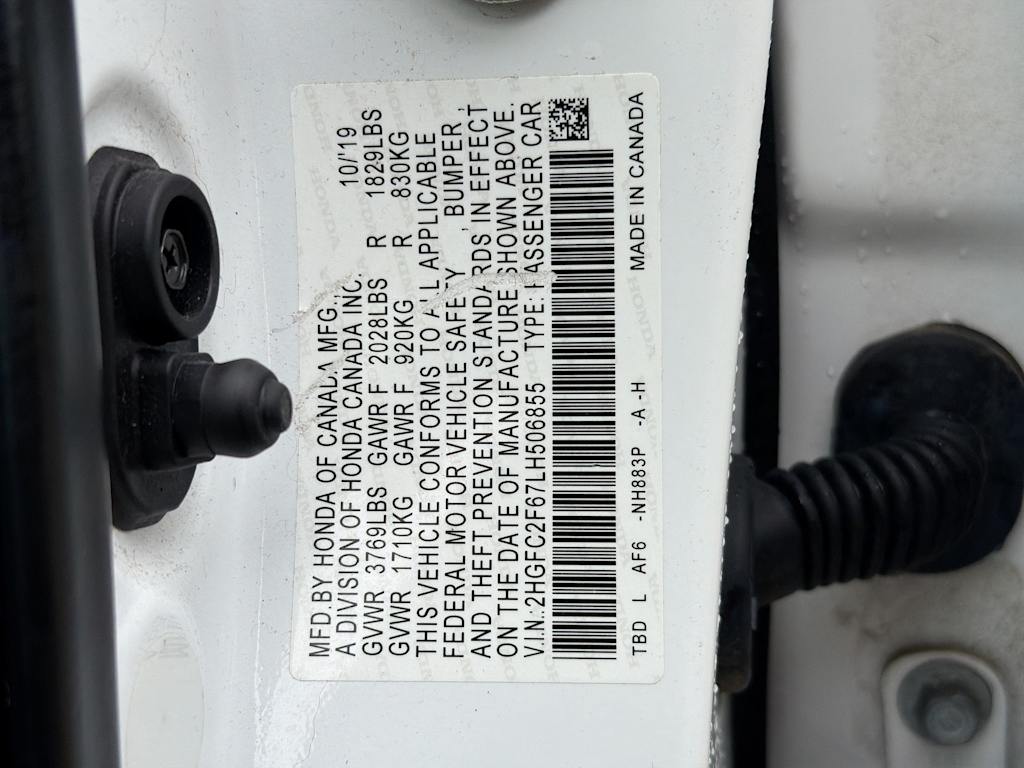 MFD.BY HONDA OF CANADA MFG., 10/'19
A DIVISION OF HONDA CANADA INC.
GVWR 3769LBS GAWR F 2028LBS R 1829LBS
GVWR 1710KG GAWR F 920KG R 830KG
THIS VEHICLE CONFORMS TO ALL APPLICABLE
FEDERAL MOTOR VEHICLE SAFETY, BUMPER,
AND THEFT PREVENTION STANDARDS, IN EFFECT
ON THE DATE OF MANUFACTURE SHOWN ABOVE.
V.I.N.: 2HGFC2F67LH506855 TYPE: PASSENGER CAR
TBD L AF6 -NH883P -A -H MADE IN CANADA